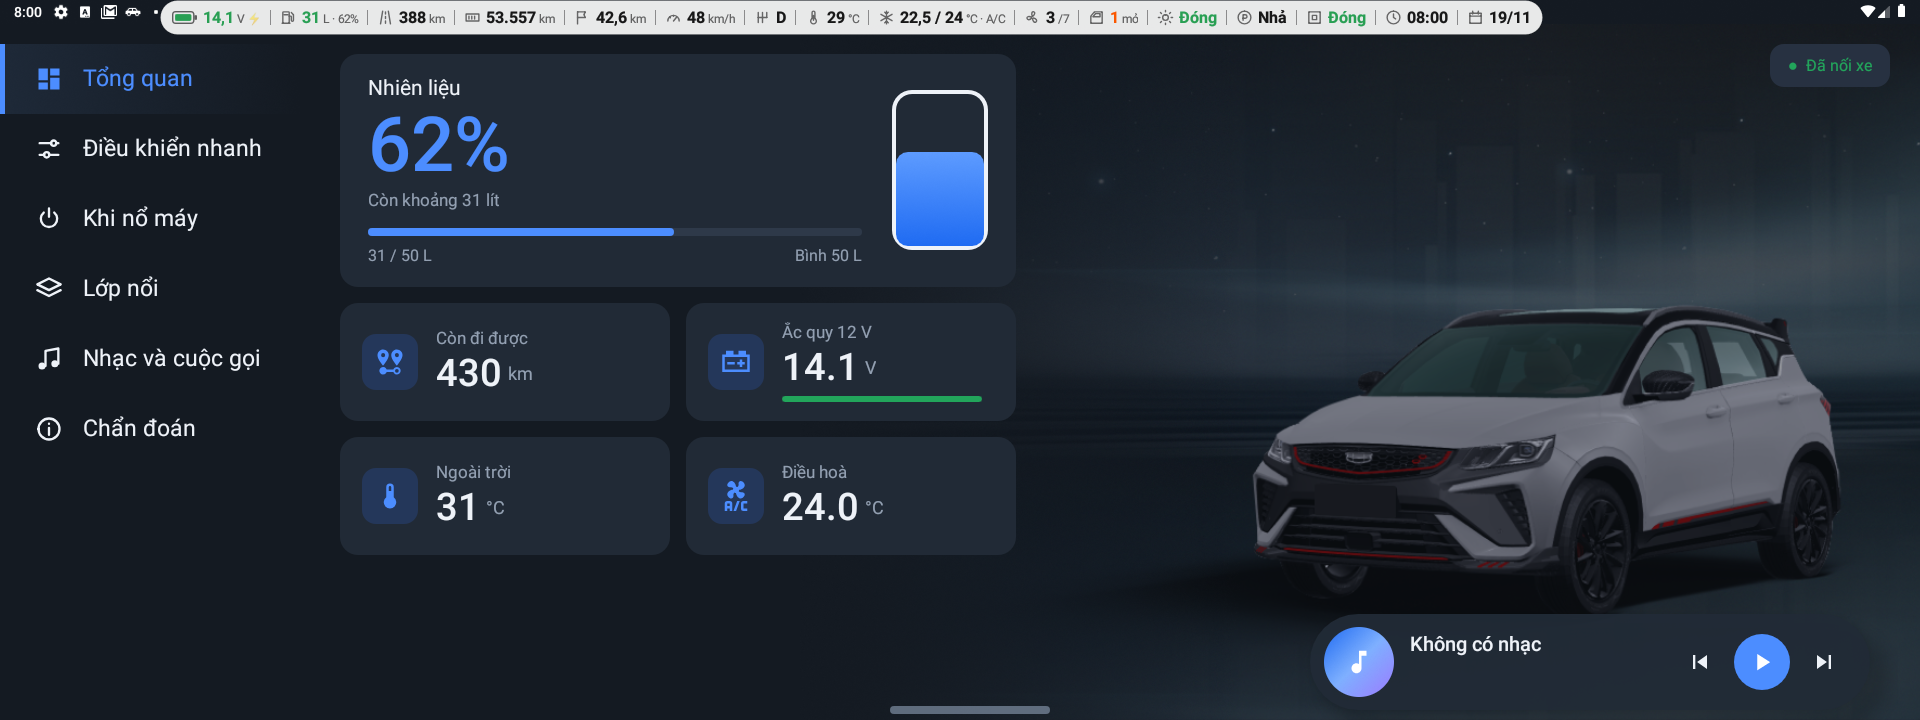 8:00
14,1 V | 31 L · 62% | 388 km | 53.557 km | 42,6 km | 48 km/h | D | 29 °C | 22,5 / 24 °C · A/C | 3 /7 | 1 mở | Đóng | Nhả | Đóng | 08:00 | 19/11
Tổng quan
Điều khiển nhanh
Khi nổ máy
Lớp nổi
Nhạc và cuộc gọi
Chẩn đoán
Nhiên liệu
62%
Còn khoảng 31 lít
31 / 50 L
Bình 50 L
Còn đi được
430 km
Ắc quy 12 V
14.1 V
Ngoài trời
31 °C
A/C
Điều hoà
24.0 °C
Đã nối xe
Không có nhạc